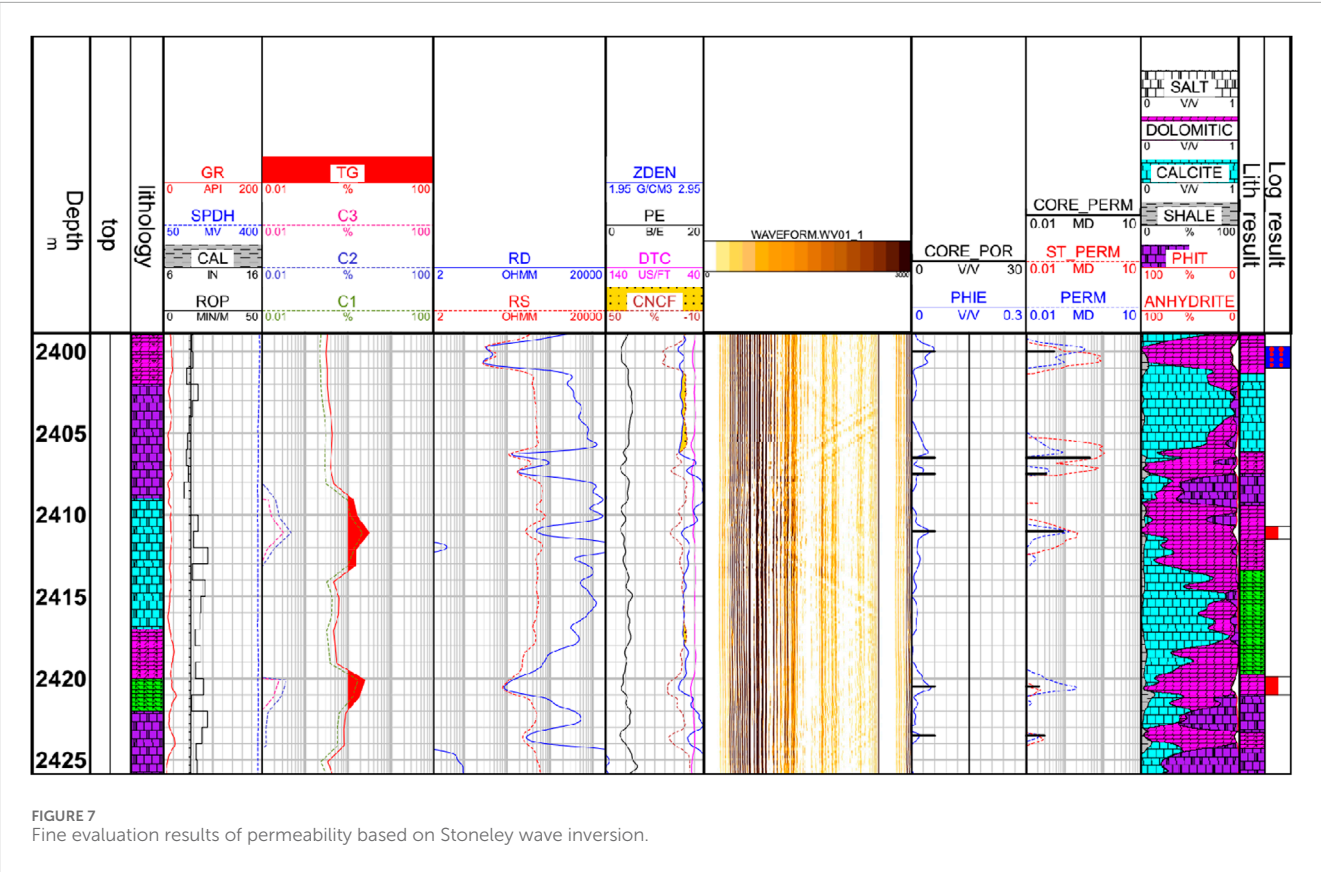 Depth
m
top
lithology
GR
0 API 200
SPDH
50 MV 400
CAL
6 IN 16
ROP
0 MIN/M 50
TG
0.01 % 100
C3
0.01 % 100
C2
0.01 % 100
C1
0.01 % 100
RD
2 OHMM 20000
RS
2 OHMM 20000
ZDEN
1.95 G/CM3 2.95
PE
0 B/E 20
DTC
140 US/FT 40
CNCF
50 % -10
WAVEFORM.WV01_1
0 3000
CORE_POR
0 V/V 30
PHIE
0 V/V 0.3
CORE_PERM
0.01 MD 10
ST_PERM
0.01 MD 10
PERM
0.01 MD 10
SALT
0 V/V 1
DOLOMITIC
0 V/V 1
CALCITE
0 V/V 1
SHALE
0 % 100
PHIT
100 % 0
ANHYDRITE
100 % 0
Lith result
Log result
2400
2405
2410
2415
2420
2425
FIGURE 7
Fine evaluation results of permeability based on Stoneley wave inversion.